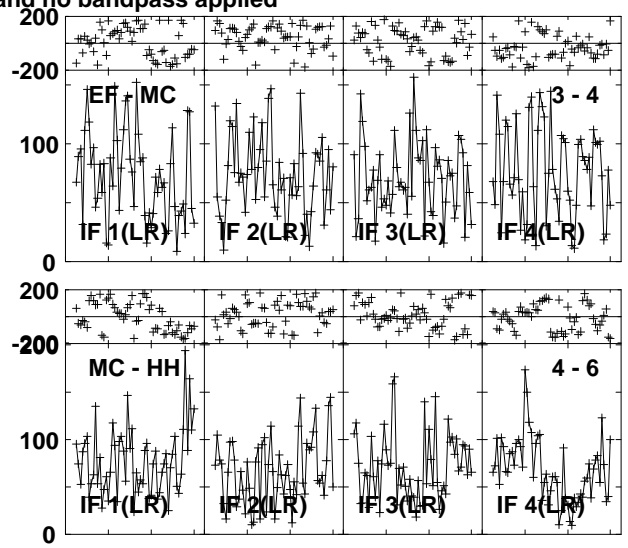 and no bandpass applied
200
-200
EF - MC
3 - 4
100
IF 1(LR) IF 2(LR) IF 3(LR) IF 4(LR)
0
200
-200
200
MC - HH
4 - 6
100
IF 1(LR) IF 2(LR) IF 3(LR) IF 4(LR)
0